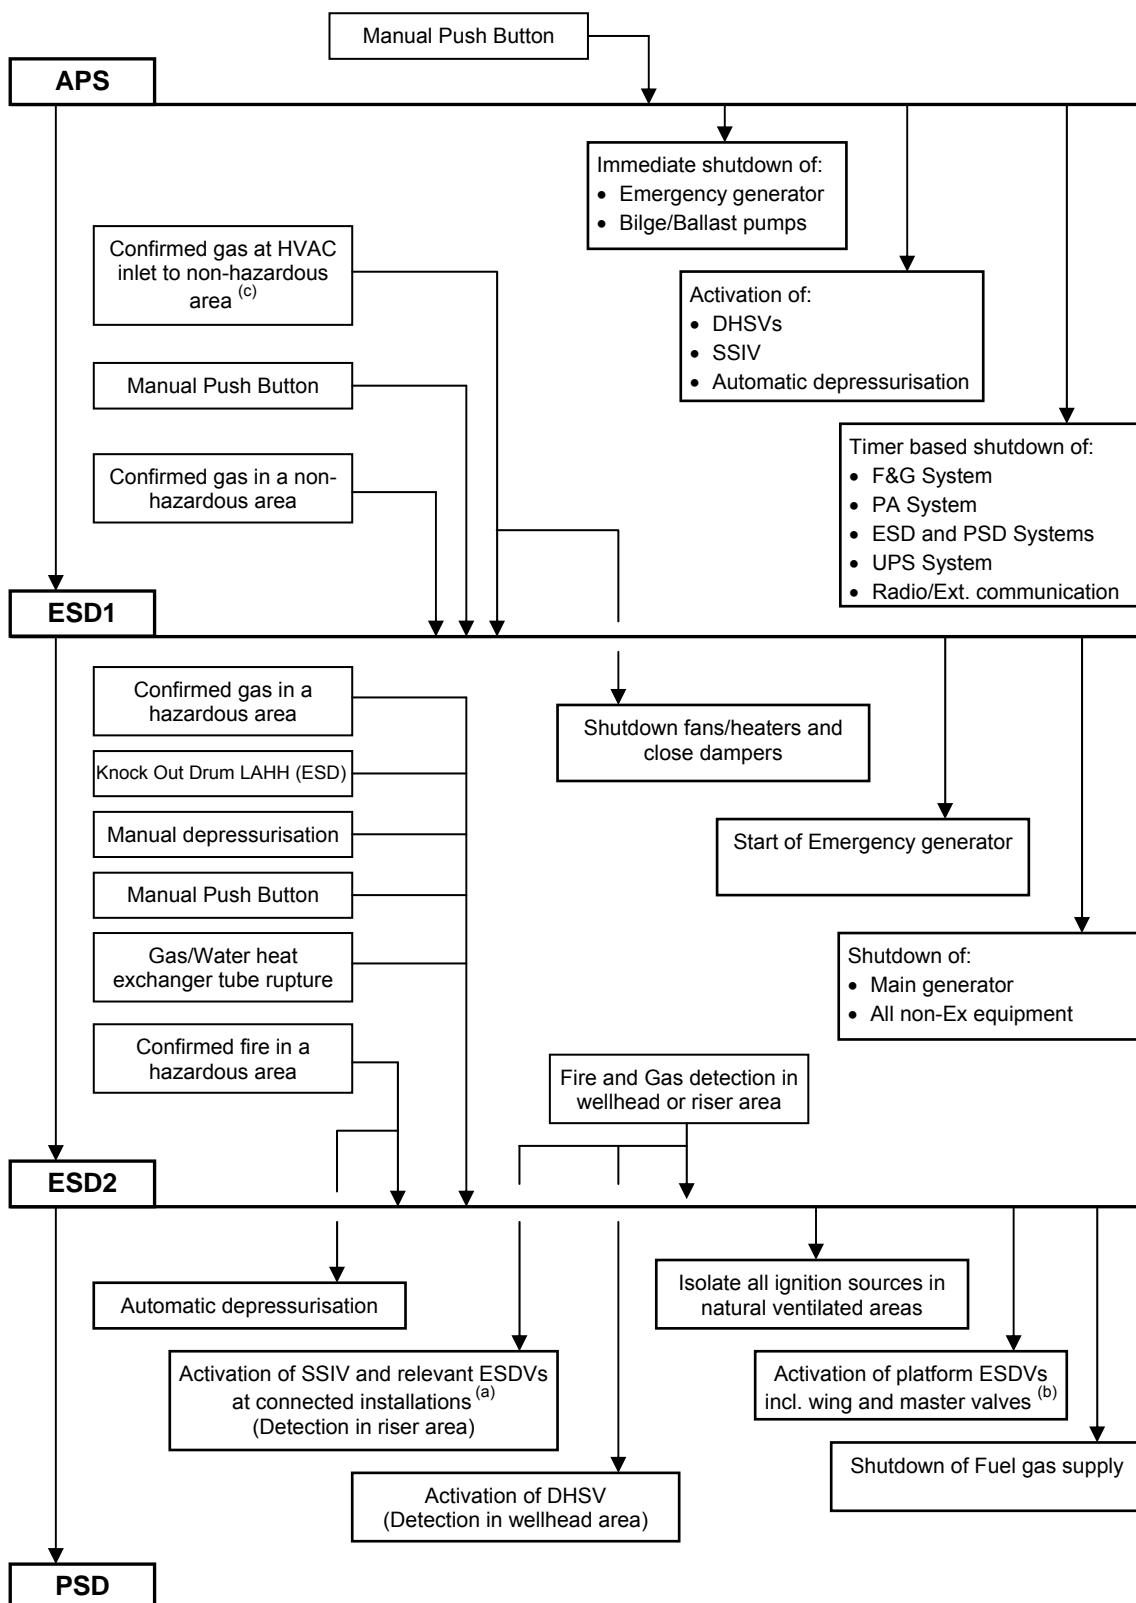 Manual Push Button
APS
Immediate shutdown of:
• Emergency generator
• Bilge/Ballast pumps
Confirmed gas at HVAC
inlet to non-hazardous
area (c)
Activation of:
• DHSVs
• SSIV
• Automatic depressurisation
Manual Push Button
Confirmed gas in a non-
hazardous area
Timer based shutdown of:
• F&G System
• PA System
• ESD and PSD Systems
• UPS System
• Radio/Ext. communication
ESD1
Confirmed gas in a
hazardous area
Shutdown fans/heaters and
close dampers
Knock Out Drum LAHH (ESD)
Manual depressurisation
Start of Emergency generator
Manual Push Button
Gas/Water heat
exchanger tube rupture
Shutdown of:
• Main generator
• All non-Ex equipment
Confirmed fire in a
hazardous area
Fire and Gas detection in
wellhead or riser area
ESD2
Automatic depressurisation
Isolate all ignition sources in
natural ventilated areas
Activation of SSIV and relevant ESDVs
at connected installations (a)
(Detection in riser area)
Activation of platform ESDVs
incl. wing and master valves (b)
Shutdown of Fuel gas supply
Activation of DHSV
(Detection in wellhead area)
PSD